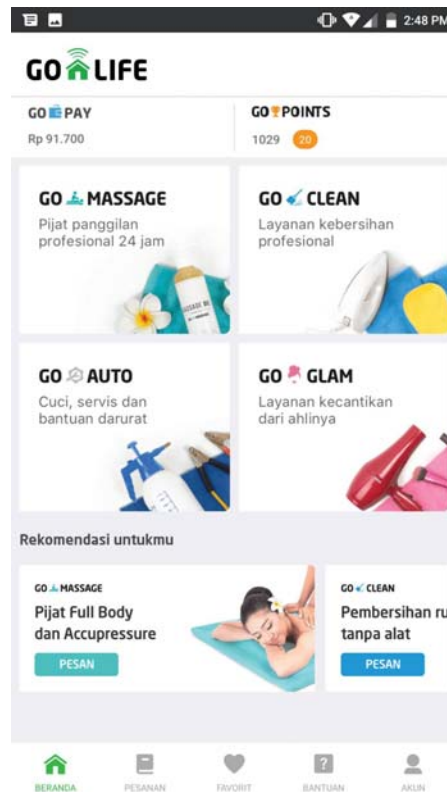 2:48 PM
GO LIFE
GO PAY
Rp 91.700
GO POINTS
1029 20
GO MASSAGE
Pijat panggilan
profesional 24 jam
GO CLEAN
Layanan kebersihan
profesional
GO AUTO
Cuci, servis dan
bantuan darurat
GO GLAM
Layanan kecantikan
dari ahlinya
Rekomendasi untukmu
GO MASSAGE
Pijat Full Body
dan Accupressure
PESAN
GO CLEAN
Pembersihan ru
tanpa alat
PESAN
BERANDA
PESANAN
FAVORIT
BANTUAN
AKUN